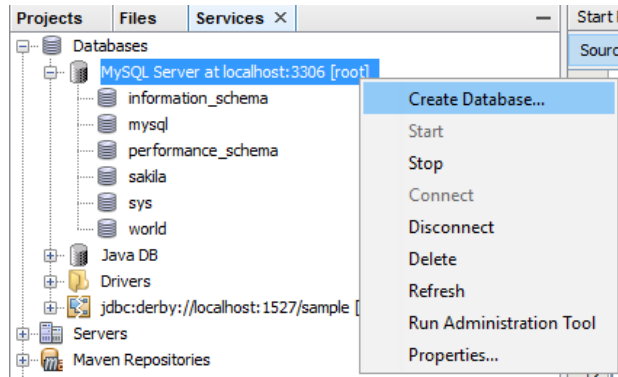 Projects Files Services ×
Start
Sourc
Databases
MySQL Server at localhost:3306 [root]
information_schema
mysql
performance_schema
sakila
sys
world
Java DB
Drivers
jdbc:derby://localhost:1527/sample [
Servers
Maven Repositories
Create Database...
Start
Stop
Connect
Disconnect
Delete
Refresh
Run Administration Tool
Properties...